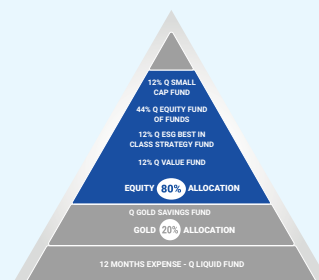 12% Q SMALL
CAP FUND
44% Q EQUITY FUND
OF FUNDS
12% Q ESG BEST IN
CLASS STRATEGY FUND
12% Q VALUE FUND
EQUITY 80% ALLOCATION
Q GOLD SAVINGS FUND
GOLD 20% ALLOCATION
12 MONTHS EXPENSE - Q LIQUID FUND